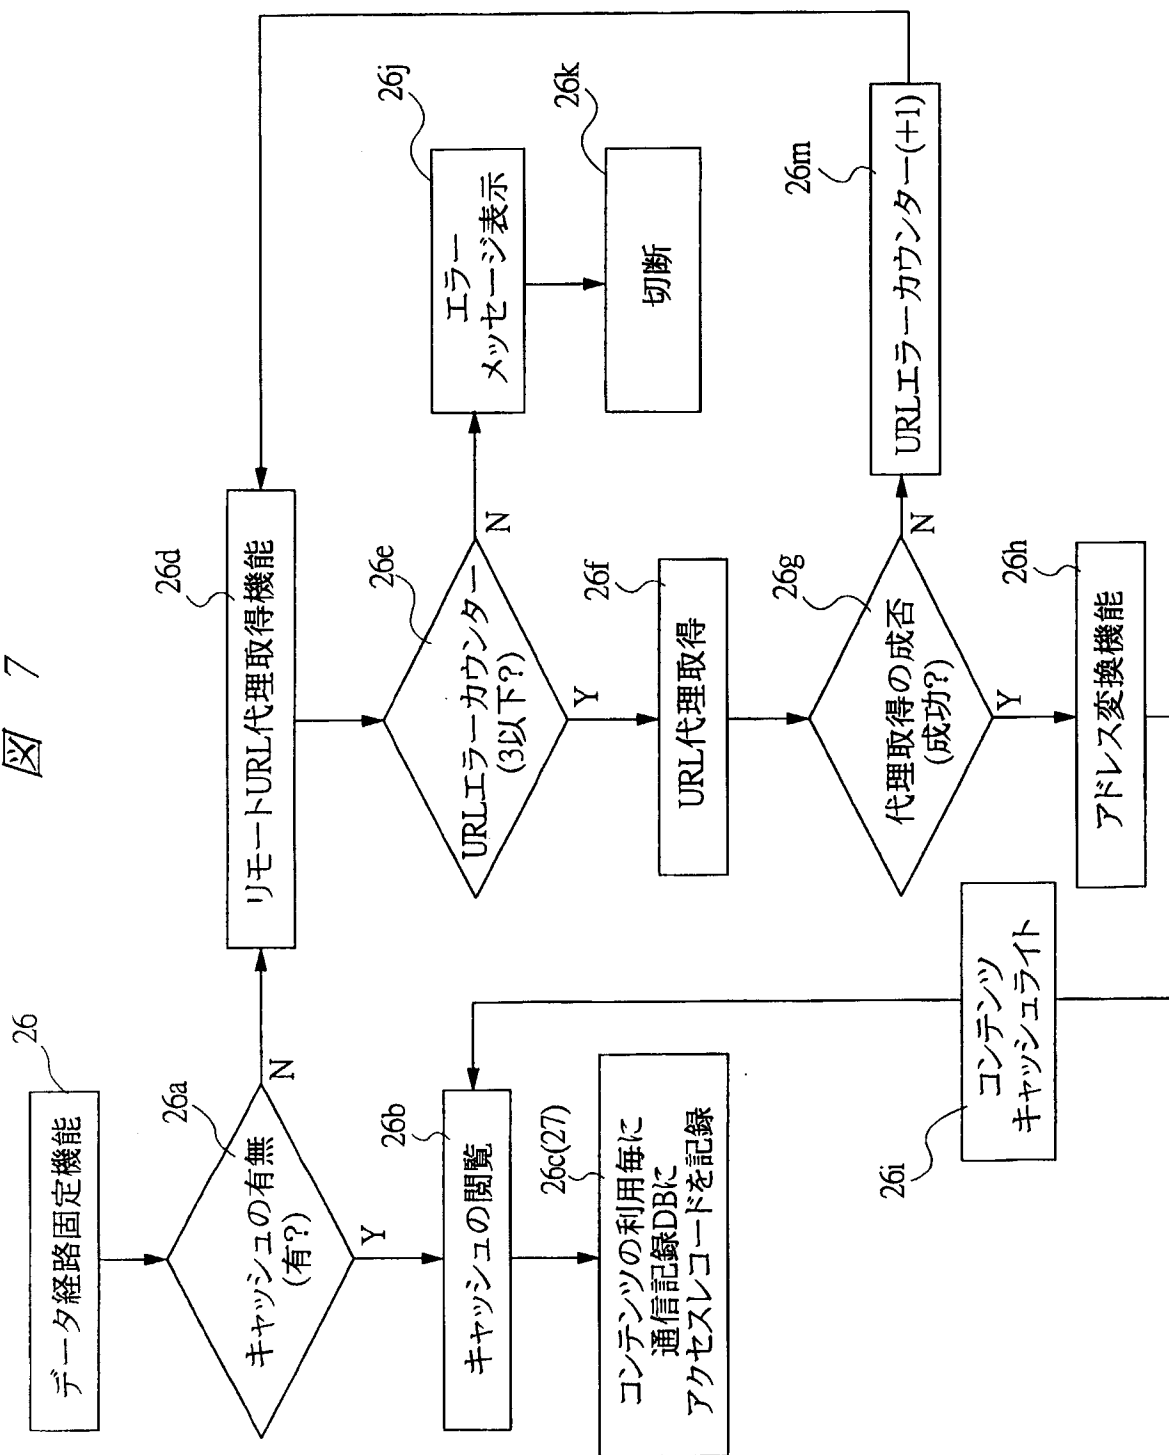 図 7
データ経路固定機能
26
キャッシュの有無
(有?)
26a
N
Y
キャッシュの閲覧
26b
コンテンツの利用毎に
通信記録DBに
アクセスレコードを記録
26c(27)
リモートURL代理取得機能
26d
URLエラーカウンター
(3以下?)
26e
N
Y
エラー
メッセージ表示
26j
切断
26k
URL代理取得
26f
代理取得の成否
(成功?)
26g
N
Y
URLエラーカウンター(+1)
26m
アドレス変換機能
26h
コンテンツ
キャッシュライト
26i